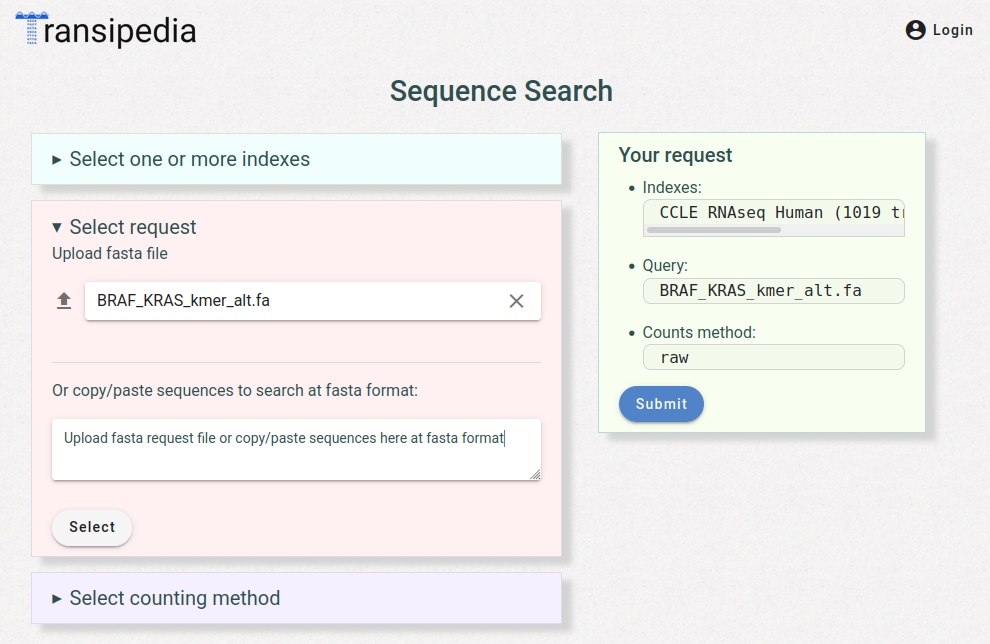 Transipedia
Login
Sequence Search
Select one or more indexes
Select request
Upload fasta file
BRAF_KRAS_kmer_alt.fa
Or copy/paste sequences to search at fasta format:
Upload fasta request file or copy/paste sequences here at fasta format
Select
Select counting method
Your request
Indexes:
CCLE RNAseq Human (1019 tr
Query:
BRAF_KRAS_kmer_alt.fa
Counts method:
raw
Submit